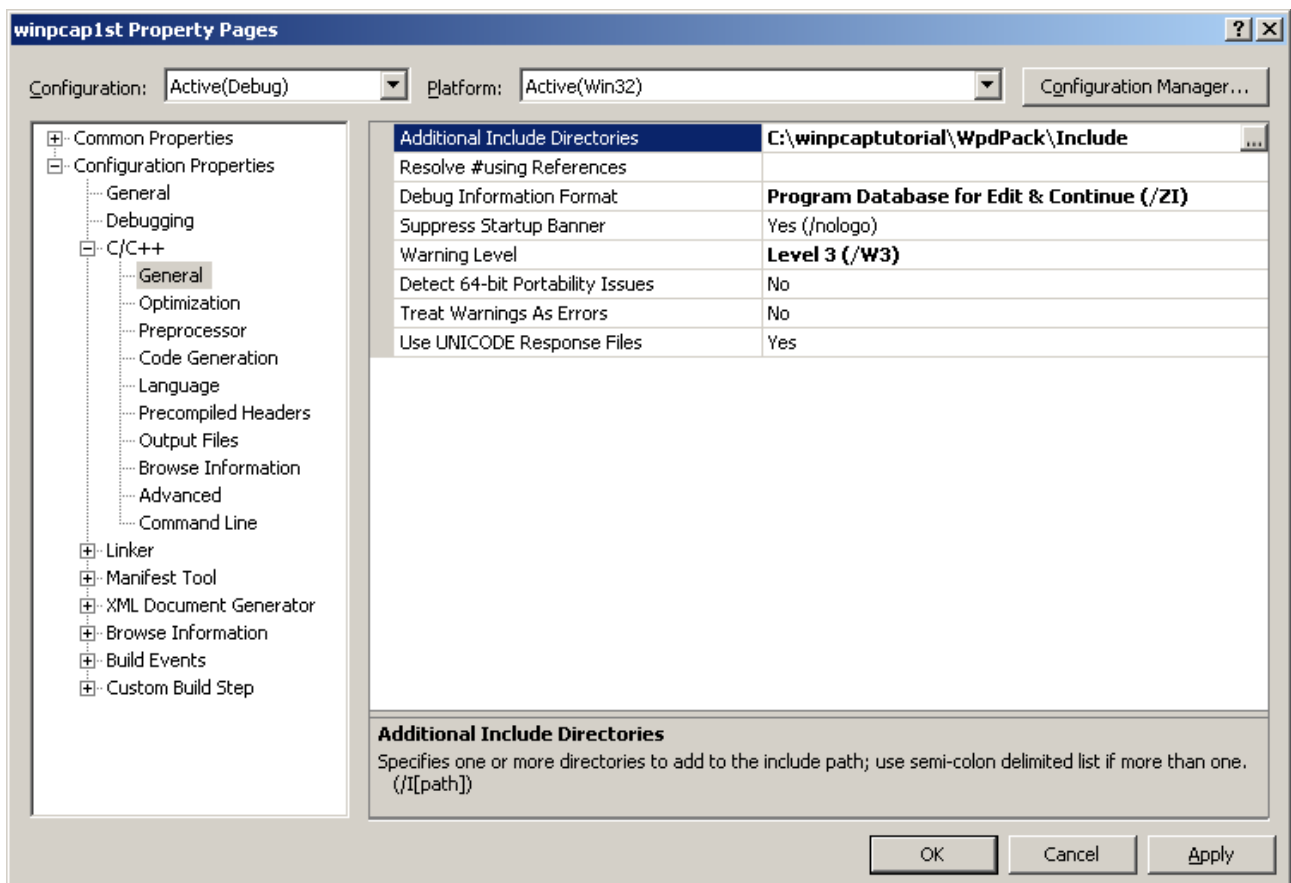 winpcap1st Property Pages
Configuration: Active(Debug) Platform: Active(Win32) Configuration Manager...
Common Properties
Configuration Properties
General
Debugging
C/C++
General
Optimization
Preprocessor
Code Generation
Language
Precompiled Headers
Output Files
Browse Information
Advanced
Command Line
Linker
Manifest Tool
XML Document Generator
Browse Information
Build Events
Custom Build Step
Additional Include Directories C:\winpcaptutorial\WpdPack\Include ...
Resolve #using References
Debug Information Format Program Database for Edit & Continue (/ZI)
Suppress Startup Banner Yes (/nologo)
Warning Level Level 3 (/W3)
Detect 64-bit Portability Issues No
Treat Warnings As Errors No
Use UNICODE Response Files Yes
Additional Include Directories
Specifies one or more directories to add to the include path; use semi-colon delimited list if more than one.
(/I[path])
OK Cancel Apply